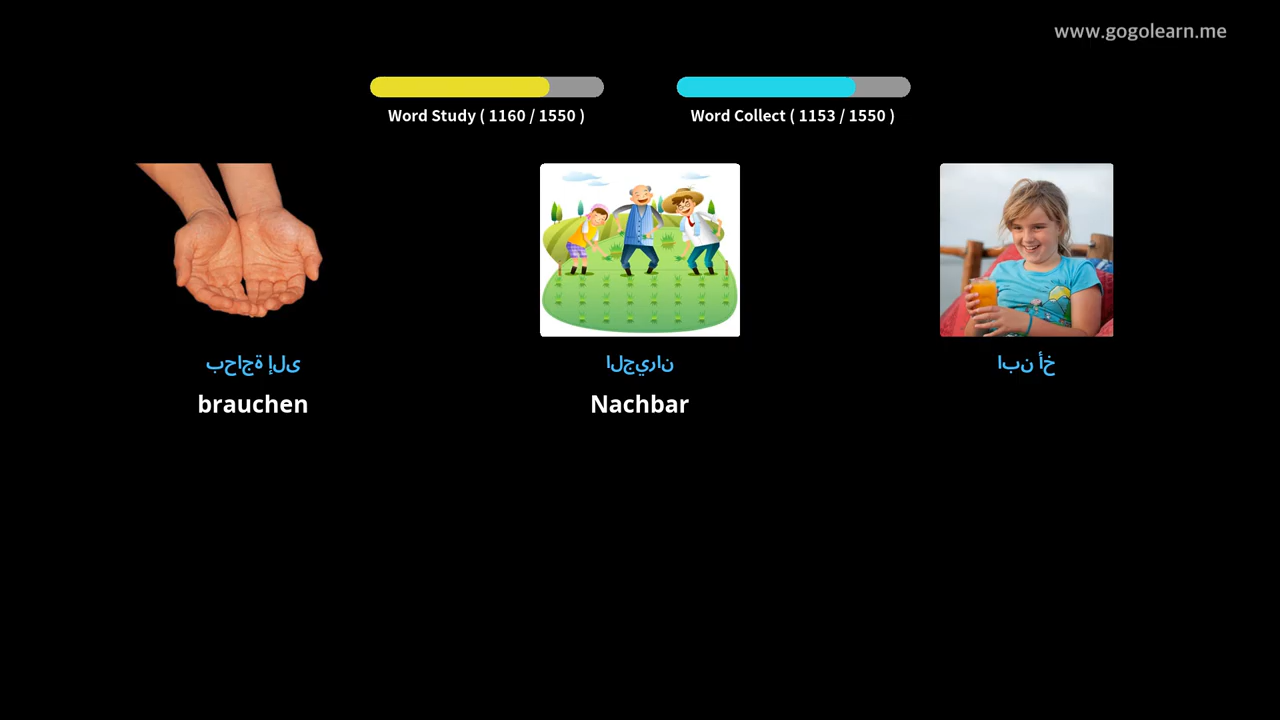 www.gogolearn.me
Word Study ( 1160 / 1550 )
Word Collect ( 1153 / 1550 )
بحاجة إلى
الجيران
ابن أخ
brauchen
Nachbar